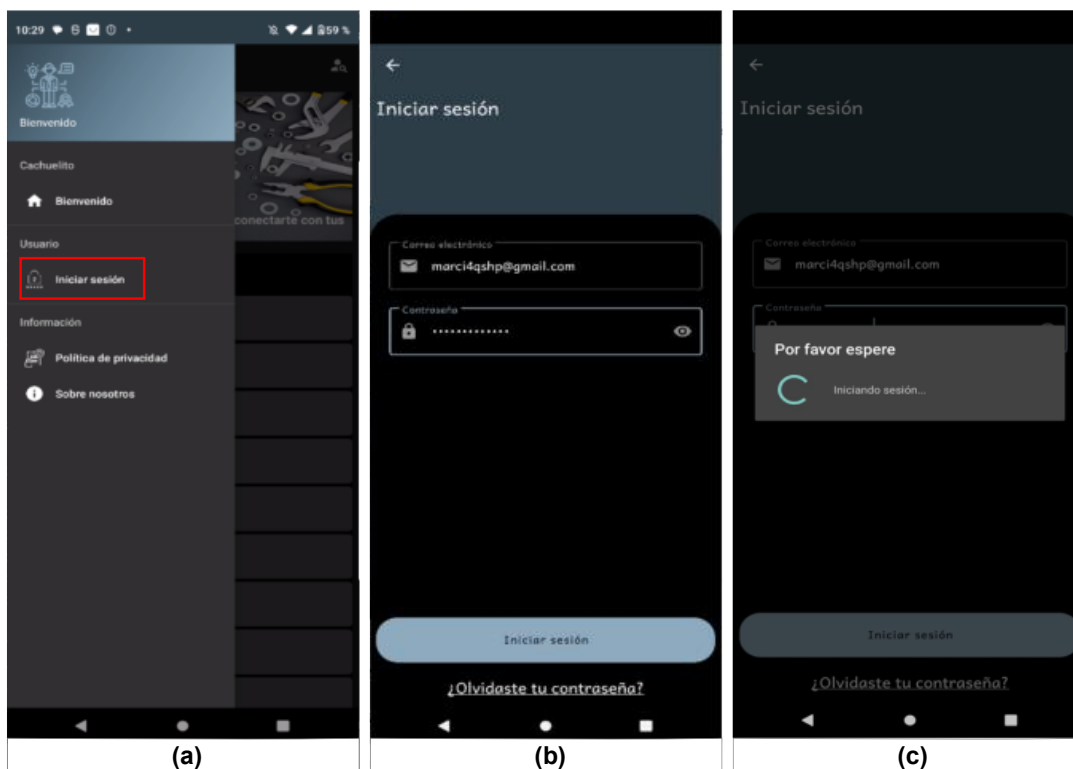 10:29
59 %
Bienvenido
Cachuelito
Bienvenido
conectarte con tus
Usuario
Iniciar sesión
Información
Política de privacidad
Sobre nosotros
(a)
Iniciar sesión
Correo electrónico
marci4qshp@gmail.com
Contraseña
Iniciar sesión
¿Olvidaste tu contraseña?
(b)
Iniciar sesión
Correo electrónico
marci4qshp@gmail.com
Contraseña
Por favor espere
Iniciando sesión...
Iniciar sesión
¿Olvidaste tu contraseña?
(c)